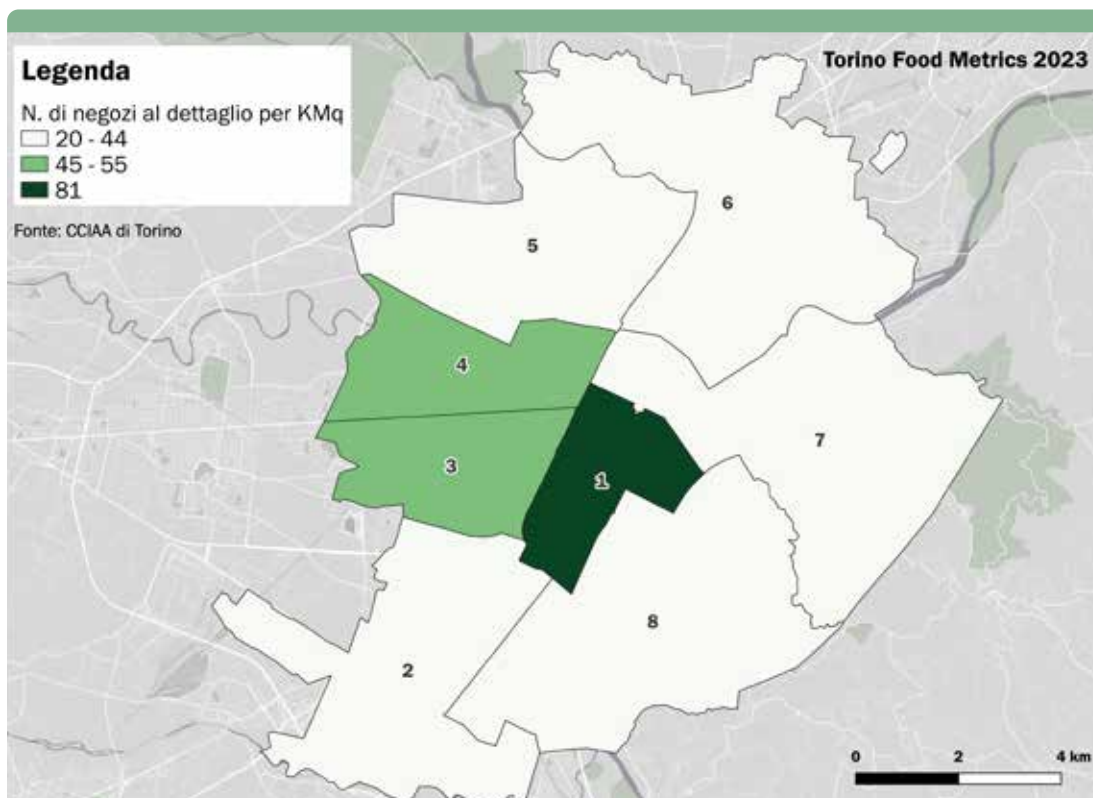 Torino Food Metrics 2023
Legenda
N. di negozi al dettaglio per KMq
20 - 44
45 - 55
81
Fonte: CCIAA di Torino
6
5
4
7
3
1
8
2
0 2 4 km